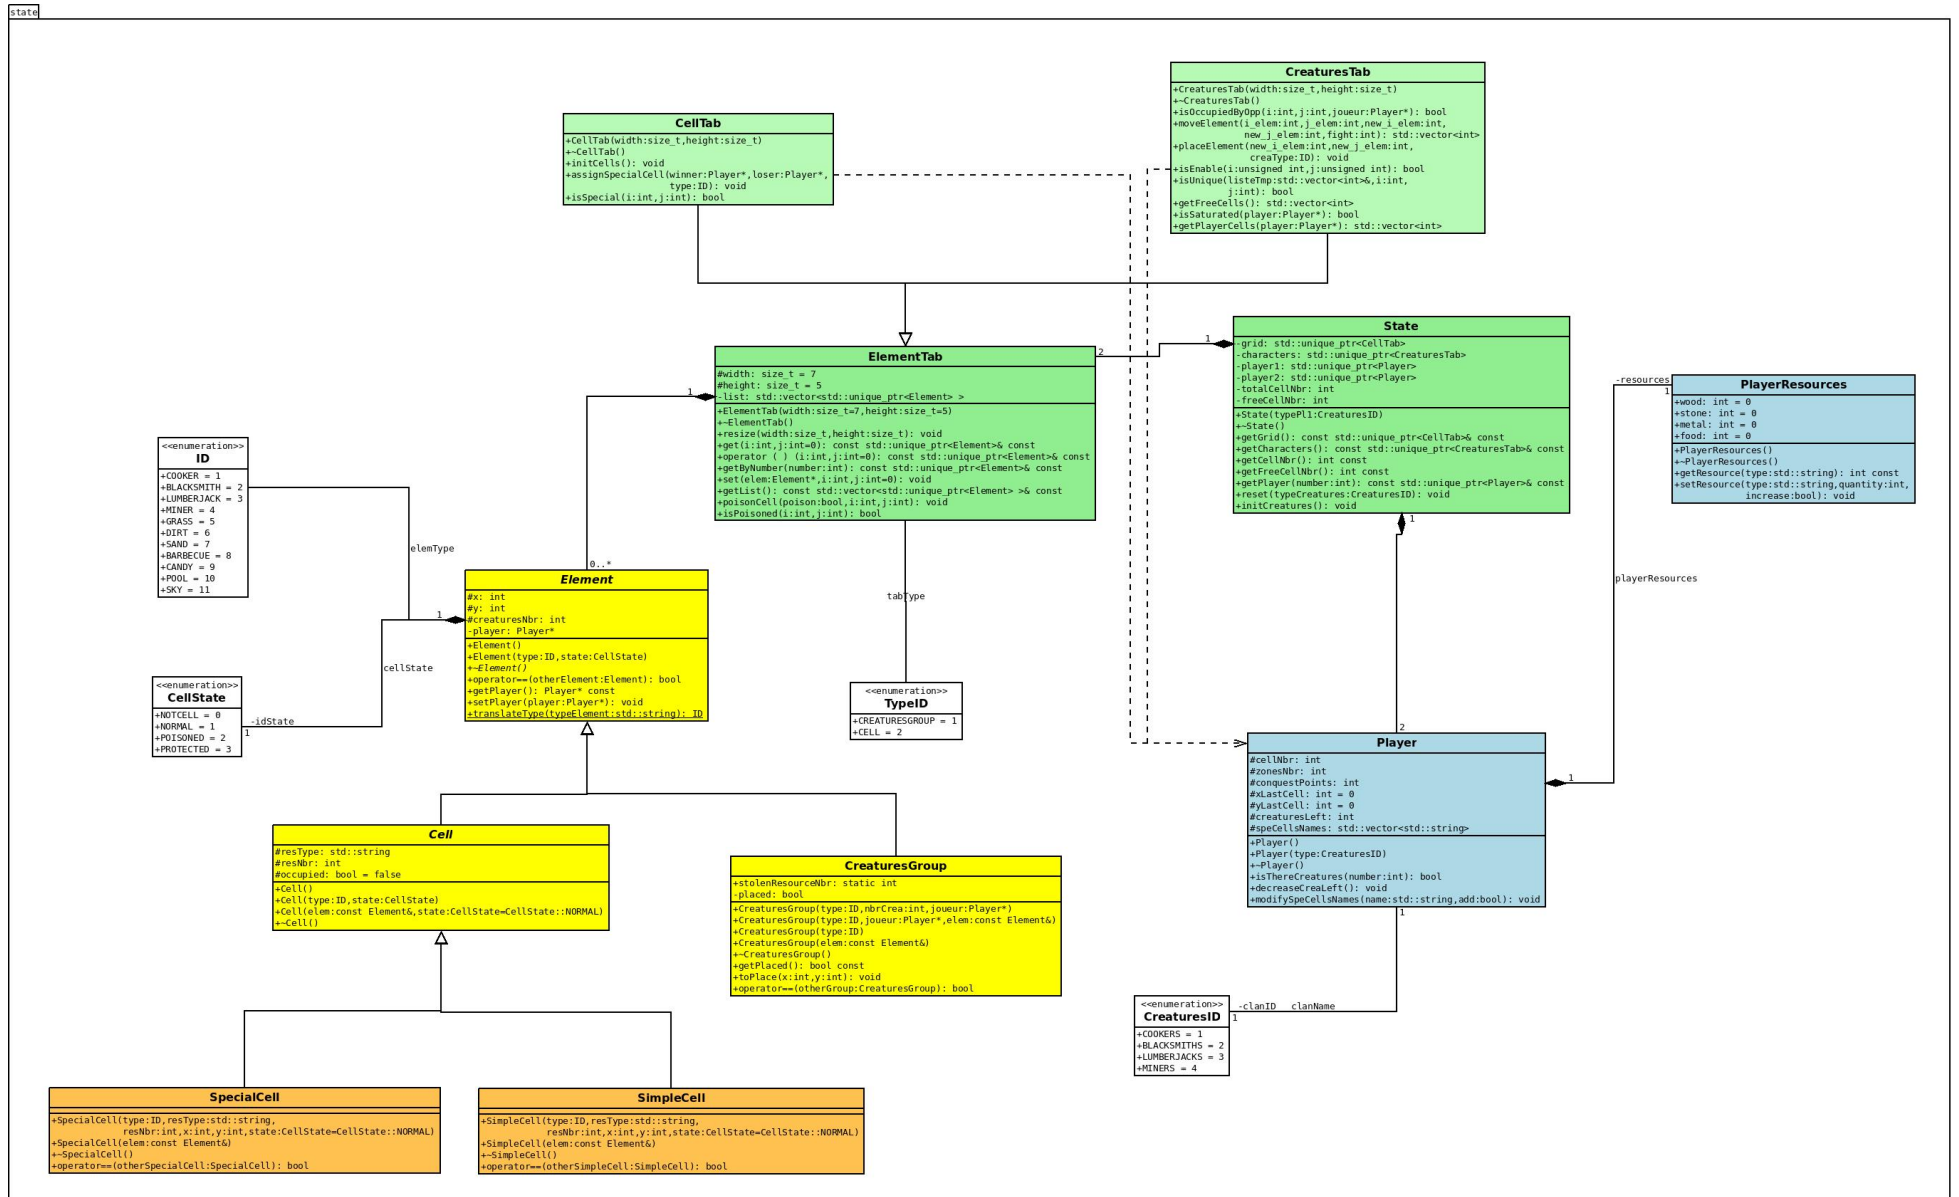 state
CreaturesTab
+CreaturesTab(width:size_t,height:size_t)
+~CreaturesTab()
+isOccupiedByOpp(i:int,j:int,joueur:Player*): bool
+moveElement(i_elem:int,j_elem:int,new_i_elem:int,
new_j_elem:int,fight:int): std::vector<int>
+placeElement(new_i_elem:int,new_j_elem:int,
creaType:ID): void
+isEnable(i:unsigned int,j:unsigned int): bool
+isUnique(listeTmp:std::vector<int>&,i:int,
j:int): bool
+getFreeCells(): std::vector<int>
+isSaturated(player:Player*): bool
+getPlayerCells(player:Player*): std::vector<int>
CellTab
+CellTab(width:size_t,height:size_t)
+~CellTab()
+initCells(): void
+assignSpecialCell(winner:Player*,loser:Player*,
type:ID): void
+isSpecial(i:int,j:int): bool
ElementTab
#width: size_t = 7
#height: size_t = 5
-list: std::vector<std::unique_ptr<Element> >
+ElementTab(width:size_t=7,height:size_t=5)
+~ElementTab()
+resize(width:size_t,height:size_t): void
+get(i:int,j:int=0): const std::unique_ptr<Element>& const
+operator ( ) (i:int,j:int=0): const std::unique_ptr<Element>& const
+getByNumber(number:int): const std::unique_ptr<Element>& const
+set(elem:Element*,i:int,j:int=0): void
+getList(): const std::vector<std::unique_ptr<Element> >& const
+poisonCell(poison:bool,i:int,j:int): void
+isPoisoned(i:int,j:int): bool
2
1
1
0..*
State
-grid: std::unique_ptr<CellTab>
-characters: std::unique_ptr<CreaturesTab>
-player1: std::unique_ptr<Player>
-player2: std::unique_ptr<Player>
-totalCellNbr: int
-freeCellNbr: int
+State(typePl1:CreaturesID)
+~State()
+getGrid(): const std::unique_ptr<CellTab>& const
+getCharacters(): const std::unique_ptr<CreaturesTab>& const
+getCellNbr(): int const
+getFreeCellNbr(): int const
+getPlayer(number:int): const std::unique_ptr<Player>& const
+reset(typeCreatures:CreaturesID): void
+initCreatures(): void
1
2
-resources
1
PlayerResources
+wood: int = 0
+stone: int = 0
+metal: int = 0
+food: int = 0
+PlayerResources()
+~PlayerResources()
+getResource(type:std::string): int const
+setResource(type:std::string,quantity:int,
increase:bool): void
playerResources
<<enumeration>>
ID
+COOKER = 1
+BLACKSMITH = 2
+LUMBERJACK = 3
+MINER = 4
+GRASS = 5
+DIRT = 6
+SAND = 7
+BARBECUE = 8
+CANDY = 9
+POOL = 10
+SKY = 11
elemType
1
cellState
<<enumeration>>
CellState
+NOTCELL = 0
+NORMAL = 1
+POISONED = 2
+PROTECTED = 3
-idState
1
Element
#x: int
#y: int
#creaturesNbr: int
-player: Player*
+Element()
+Element(type:ID,state:CellState)
+~Element()
+operator==(otherElement:Element): bool
+getPlayer(): Player* const
+setPlayer(player:Player*): void
+translateType(typeElement:std::string): ID
tabType
<<enumeration>>
TypeID
+CREATURESGROUP = 1
+CELL = 2
Player
#cellNbr: int
#zonesNbr: int
#conquestPoints: int
#xLastCell: int = 0
#yLastCell: int = 0
#creaturesLeft: int
#speCellsNames: std::vector<std::string>
+Player()
+Player(type:CreaturesID)
+~Player()
+isThereCreatures(number:int): bool
+decreaseCreaLeft(): void
+modifySpeCellsNames(name:std::string,add:bool): void
1
1
Cell
#resType: std::string
#resNbr: int
#occupied: bool = false
+Cell()
+Cell(type:ID,state:CellState)
+Cell(elem:const Element&,state:CellState=CellState::NORMAL)
+~Cell()
CreaturesGroup
+stolenResourceNbr: static int
-placed: bool
+CreaturesGroup(type:ID,nbrCrea:int,joueur:Player*)
+CreaturesGroup(type:ID,joueur:Player*,elem:const Element&)
+CreaturesGroup(type:ID)
+CreaturesGroup(elem:const Element&)
+~CreaturesGroup()
+getPlaced(): bool const
+toPlace(x:int,y:int): void
+operator==(otherGroup:CreaturesGroup): bool
<<enumeration>>
CreaturesID
+COOKERS = 1
+BLACKSMITHS = 2
+LUMBERJACKS = 3
+MINERS = 4
-clanID clanName
1
SpecialCell
+SpecialCell(type:ID,resType:std::string,
resNbr:int,x:int,y:int,state:CellState=CellState::NORMAL)
+SpecialCell(elem:const Element&)
+~SpecialCell()
+operator==(otherSpecialCell:SpecialCell): bool
SimpleCell
+SimpleCell(type:ID,resType:std::string,
resNbr:int,x:int,y:int,state:CellState=CellState::NORMAL)
+SimpleCell(elem:const Element&)
+~SimpleCell()
+operator==(otherSimpleCell:SimpleCell): bool